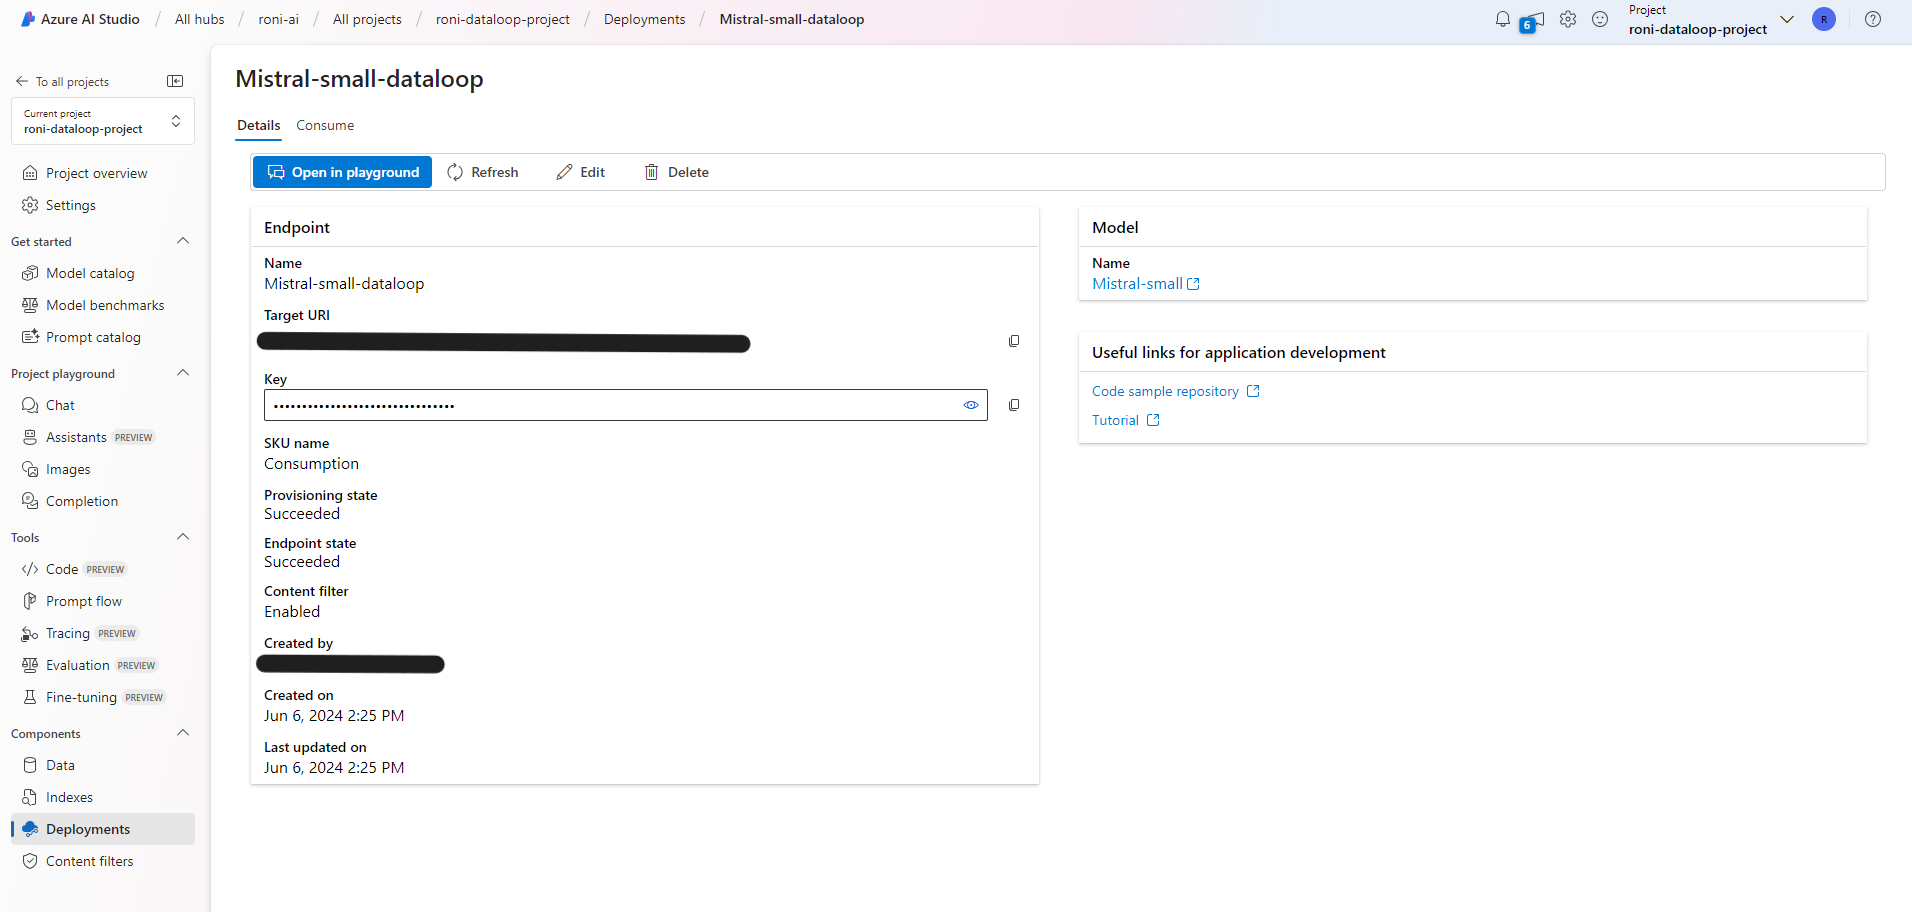 Azure AI Studio / All hubs / roni-ai / All projects / roni-dataloop-project / Deployments / Mistral-small-dataloop
6
Project
roni-dataloop-project
R
To all projects
Current project
roni-dataloop-project
Project overview
Settings
Get started
Model catalog
Model benchmarks
Prompt catalog
Project playground
Chat
Assistants PREVIEW
Images
Completion
Tools
Code PREVIEW
Prompt flow
Tracing PREVIEW
Evaluation PREVIEW
Fine-tuning PREVIEW
Components
Data
Indexes
Deployments
Content filters
Mistral-small-dataloop
Details Consume
Open in playground Refresh Edit Delete
Endpoint
Name
Mistral-small-dataloop
Target URI
Key
••••••••••••••••••••••••••••••••
SKU name
Consumption
Provisioning state
Succeeded
Endpoint state
Succeeded
Content filter
Enabled
Created by
Created on
Jun 6, 2024 2:25 PM
Last updated on
Jun 6, 2024 2:25 PM
Model
Name
Mistral-small
Useful links for application development
Code sample repository
Tutorial